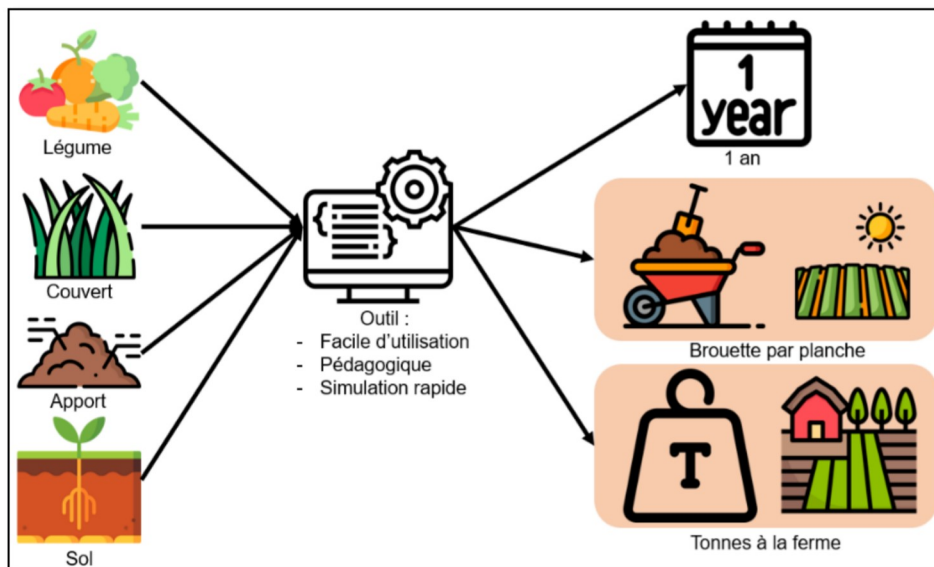 Légume
Couvert
Apport
Sol
Outil :
- Facile d'utilisation
- Pédagogique
- Simulation rapide
1
year
1 an
Brouette par planche
T
Tonnes à la ferme